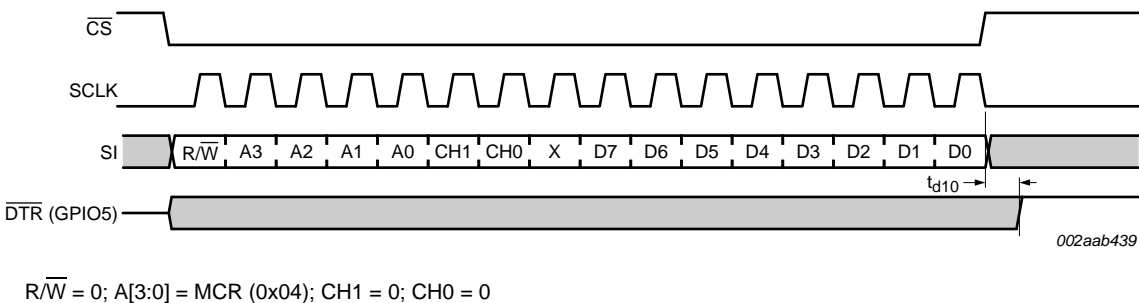 CS
SCLK
SI R/W A3 A2 A1 A0 CH1 CH0 X D7 D6 D5 D4 D3 D2 D1 D0
td10
DTR (GPIO5)
002aab439
R/W = 0; A[3:0] = MCR (0x04); CH1 = 0; CH0 = 0